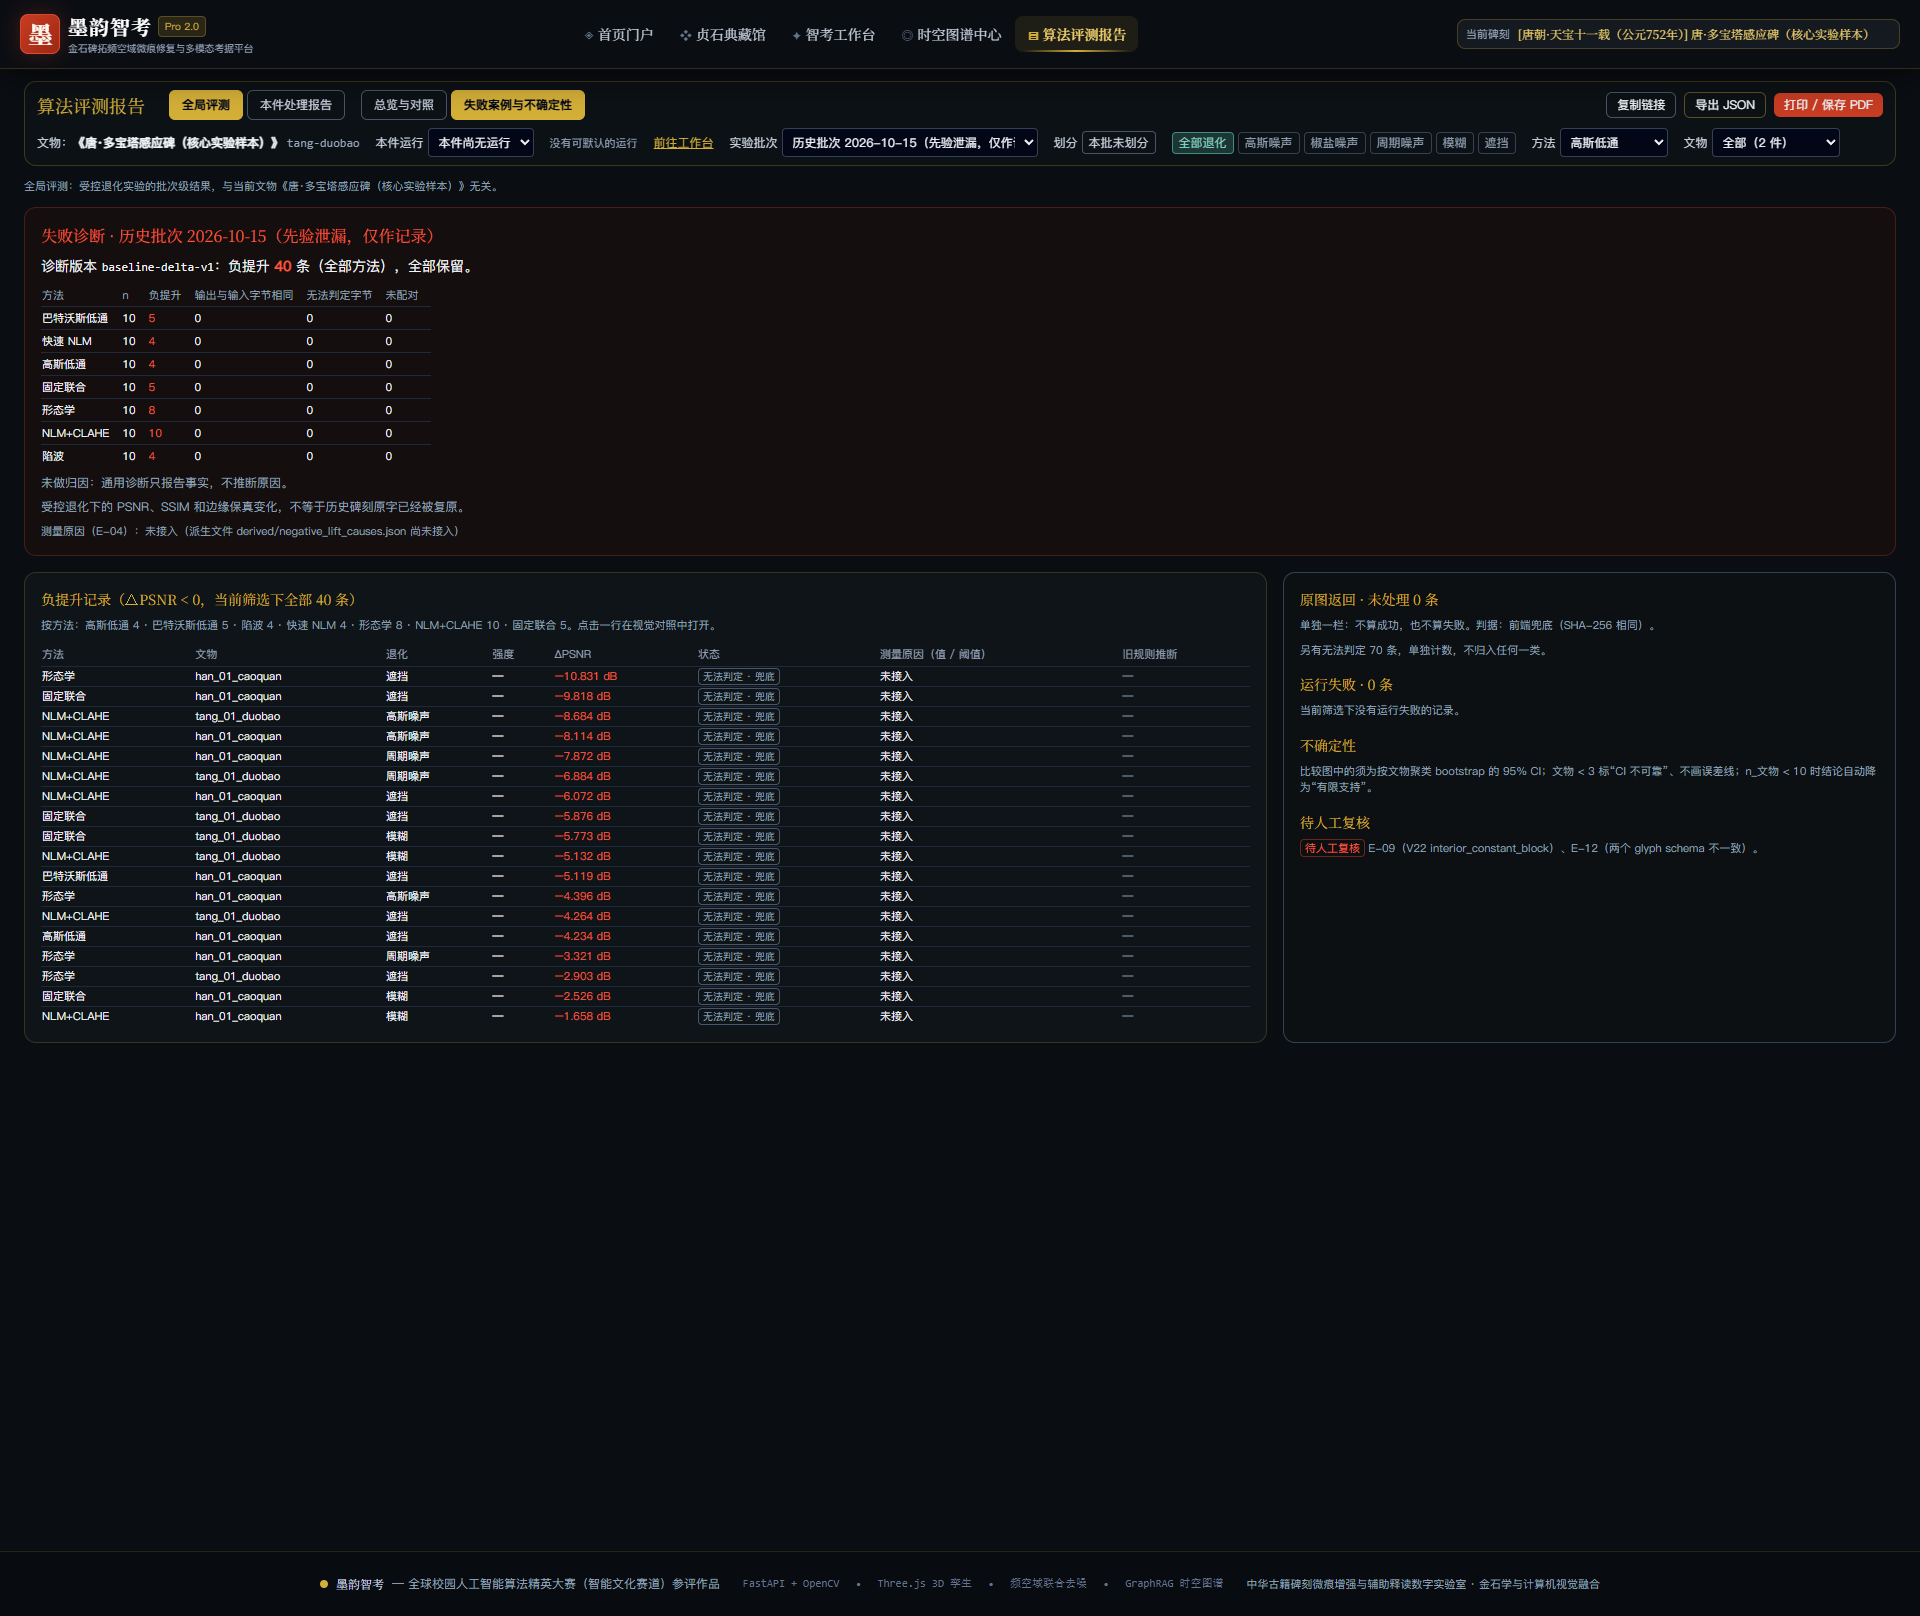 墨 墨韵智考 Pro 2.0
金石碑拓频空域微痕修复与多模态考据平台
首页门户 贞石典藏馆 智考工作台 时空图谱中心 算法评测报告
当前碑刻 [唐朝·天宝十一载（公元752年）] 唐·多宝塔感应碑（核心实验样本）
算法评测报告 全局评测 本件处理报告 总览与对照 失败案例与不确定性 复制链接 导出 JSON 打印 / 保存 PDF
文物：《唐·多宝塔感应碑（核心实验样本）》 tang-duobao 本件运行 本件尚无运行 没有可默认的运行 前往工作台 实验批次 历史批次 2026-10-15（先验泄漏，仅作 划分 本批未划分 全部退化 高斯噪声 椒盐噪声 周期噪声 模糊 遮挡 方法 高斯低通 文物 全部（2 件）
全局评测：受控退化实验的批次级结果，与当前文物《唐·多宝塔感应碑（核心实验样本）》无关。
失败诊断 · 历史批次 2026-10-15（先验泄漏，仅作记录）
诊断版本 baseline-delta-v1：负提升 40 条（全部方法），全部保留。
方法 n 负提升 输出与输入字节相同 无法判定字节 未配对
巴特沃斯低通 10 5 0 0 0
快速 NLM 10 4 0 0 0
高斯低通 10 4 0 0 0
固定联合 10 5 0 0 0
形态学 10 8 0 0 0
NLM+CLAHE 10 10 0 0 0
陷波 10 4 0 0 0
未做归因：通用诊断只报告事实，不推断原因。
受控退化下的 PSNR、SSIM 和边缘保真变化，不等于历史碑刻原字已经被复原。
测量原因（E-04）：未接入（派生文件 derived/negative_lift_causes.json 尚未接入）
负提升记录（△PSNR < 0，当前筛选下全部 40 条）
按方法：高斯低通 4 · 巴特沃斯低通 5 · 陷波 4 · 快速 NLM 4 · 形态学 8 · NLM+CLAHE 10 · 固定联合 5。点击一行在视觉对照中打开。
方法 文物 退化 强度 ΔPSNR 状态 测量原因（值 / 阈值） 旧规则推断
形态学 han_01_caoquan 遮挡 — −10.831 dB 无法判定 · 兜底 未接入 —
固定联合 han_01_caoquan 遮挡 — −9.818 dB 无法判定 · 兜底 未接入 —
NLM+CLAHE tang_01_duobao 高斯噪声 — −8.684 dB 无法判定 · 兜底 未接入 —
NLM+CLAHE han_01_caoquan 高斯噪声 — −8.114 dB 无法判定 · 兜底 未接入 —
NLM+CLAHE han_01_caoquan 周期噪声 — −7.872 dB 无法判定 · 兜底 未接入 —
NLM+CLAHE tang_01_duobao 周期噪声 — −6.884 dB 无法判定 · 兜底 未接入 —
NLM+CLAHE han_01_caoquan 遮挡 — −6.072 dB 无法判定 · 兜底 未接入 —
固定联合 tang_01_duobao 遮挡 — −5.876 dB 无法判定 · 兜底 未接入 —
固定联合 tang_01_duobao 模糊 — −5.773 dB 无法判定 · 兜底 未接入 —
NLM+CLAHE tang_01_duobao 模糊 — −5.132 dB 无法判定 · 兜底 未接入 —
巴特沃斯低通 han_01_caoquan 遮挡 — −5.119 dB 无法判定 · 兜底 未接入 —
形态学 han_01_caoquan 高斯噪声 — −4.396 dB 无法判定 · 兜底 未接入 —
NLM+CLAHE tang_01_duobao 遮挡 — −4.264 dB 无法判定 · 兜底 未接入 —
高斯低通 han_01_caoquan 遮挡 — −4.234 dB 无法判定 · 兜底 未接入 —
形态学 han_01_caoquan 周期噪声 — −3.321 dB 无法判定 · 兜底 未接入 —
形态学 tang_01_duobao 遮挡 — −2.903 dB 无法判定 · 兜底 未接入 —
固定联合 han_01_caoquan 模糊 — −2.526 dB 无法判定 · 兜底 未接入 —
NLM+CLAHE han_01_caoquan 模糊 — −1.658 dB 无法判定 · 兜底 未接入 —
原图返回 · 未处理 0 条
单独一栏：不算成功，也不算失败。判据：前端兜底（SHA-256 相同）。
另有无法判定 70 条，单独计数，不归入任何一类。
运行失败 · 0 条
当前筛选下没有运行失败的记录。
不确定性
比较图中的须为按文物聚类 bootstrap 的 95% CI；文物 < 3 标“CI 不可靠”、不画误差线；n_文物 < 10 时结论自动降
为“有限支持”。
待人工复核
待人工复核 E-09（V22 interior_constant_block）、E-12（两个 glyph schema 不一致）。
墨韵智考 — 全球校园人工智能算法精英大赛（智能文化赛道）参评作品 FastAPI + OpenCV • Three.js 3D 孪生 • 频空域联合去噪 • GraphRAG 时空图谱 中华古籍碑刻微痕增强与辅助释读数字实验室 · 金石学与计算机视觉融合